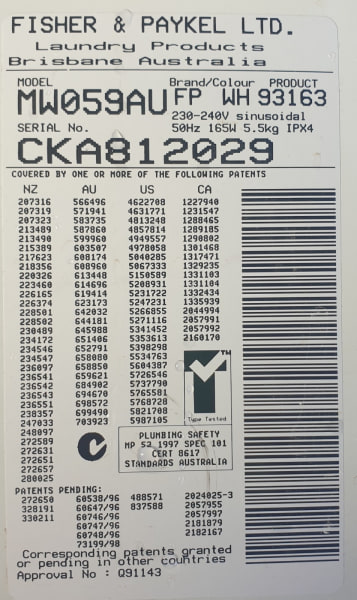 FISHER & PAYKEL LTD.
Laundry Products
Brisbane Australia
MODEL Brand/Colour PRODUCT
MW059AU FP WH 93163
230-240V sinusoidal
SERIAL No. 50Hz 165W 5.5kg IPX4
CKA812029
COVERED BY ONE OR MORE OF THE FOLLOWING PATENTS
NZ AU US CA
207316 566496 4622708 1227940
207319 571941 4631771 1231547
207323 583735 4813248 1288465
213489 587860 4857814 1289185
213490 599960 4949557 1290802
215389 603507 4978058 1301468
217623 608174 5040285 1317471
218356 608960 5067333 1329235
220326 613448 5150589 1331103
223460 614696 5208931 1331104
226165 619414 5231722 1332434
226374 623173 5247231 1335939
228501 642032 5266855 2044994
228502 644181 5271116 2057991
230489 645988 5341452 2057992
234172 651406 5353613 2160170
234546 652791 5398298
234547 658080 5534763
236097 658850 5604387
236541 659621 5726546
236542 684902 5737790
236543 694670 5765581
236551 698572 5768728
238357 699490 5821708
247033 703923 5987105
248097
272589
272631
272651
272657
280025
TM
Type Tested
PLUMBING SAFETY
MP 52 1997 SPEC 101
CERT 8617
STANDARDS AUSTRALIA
PATENTS PENDING:
272650 60538/96 488571 2024025-3
328191 60647/96 837588 2057955
330211 60746/96 2057997
60747/96 2181879
60748/96 2182167
73199/98
Corresponding patents granted
or pending in other countries
Approval No : Q91143